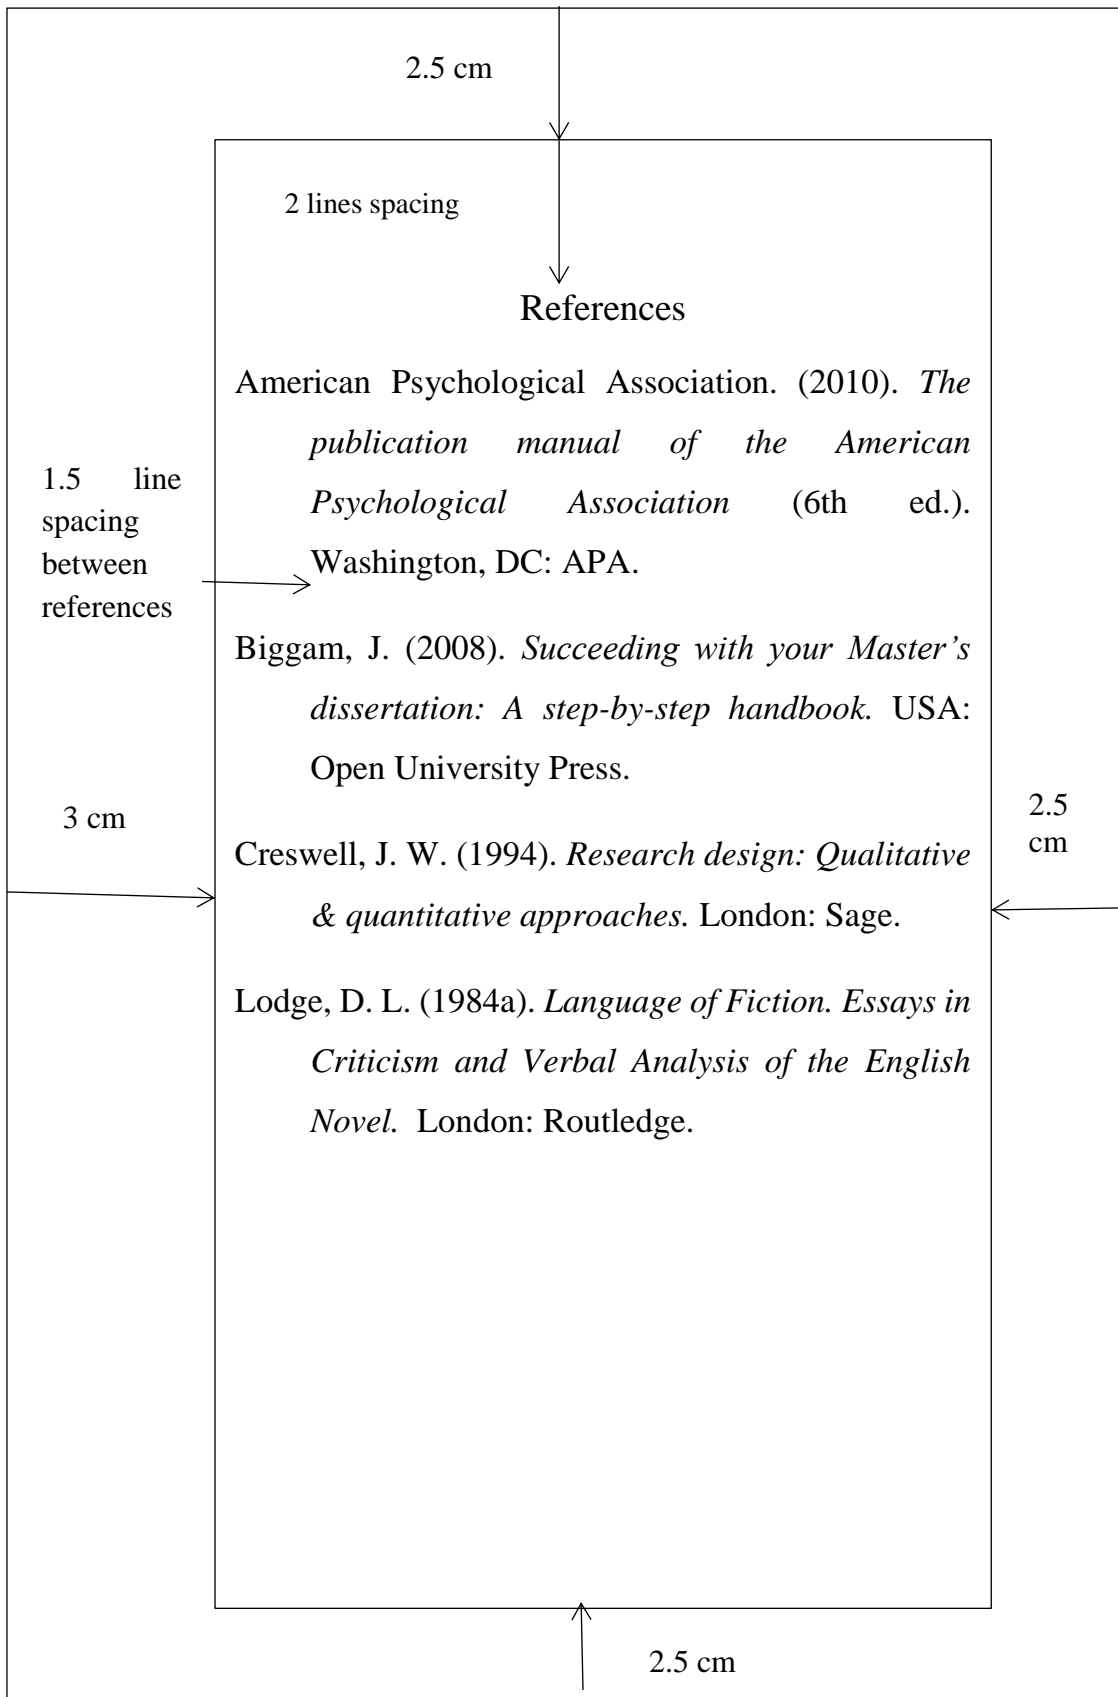 2.5 cm
2 lines spacing
References
American Psychological Association. (2010). The
publication manual of the American
Psychological Association (6th ed.).
Washington, DC: APA.
1.5 line
spacing
between
references
Biggam, J. (2008). Succeeding with your Master’s
dissertation: A step-by-step handbook. USA:
Open University Press.
3 cm
2.5
cm
Creswell, J. W. (1994). Research design: Qualitative
& quantitative approaches. London: Sage.
Lodge, D. L. (1984a). Language of Fiction. Essays in
Criticism and Verbal Analysis of the English
Novel. London: Routledge.
2.5 cm